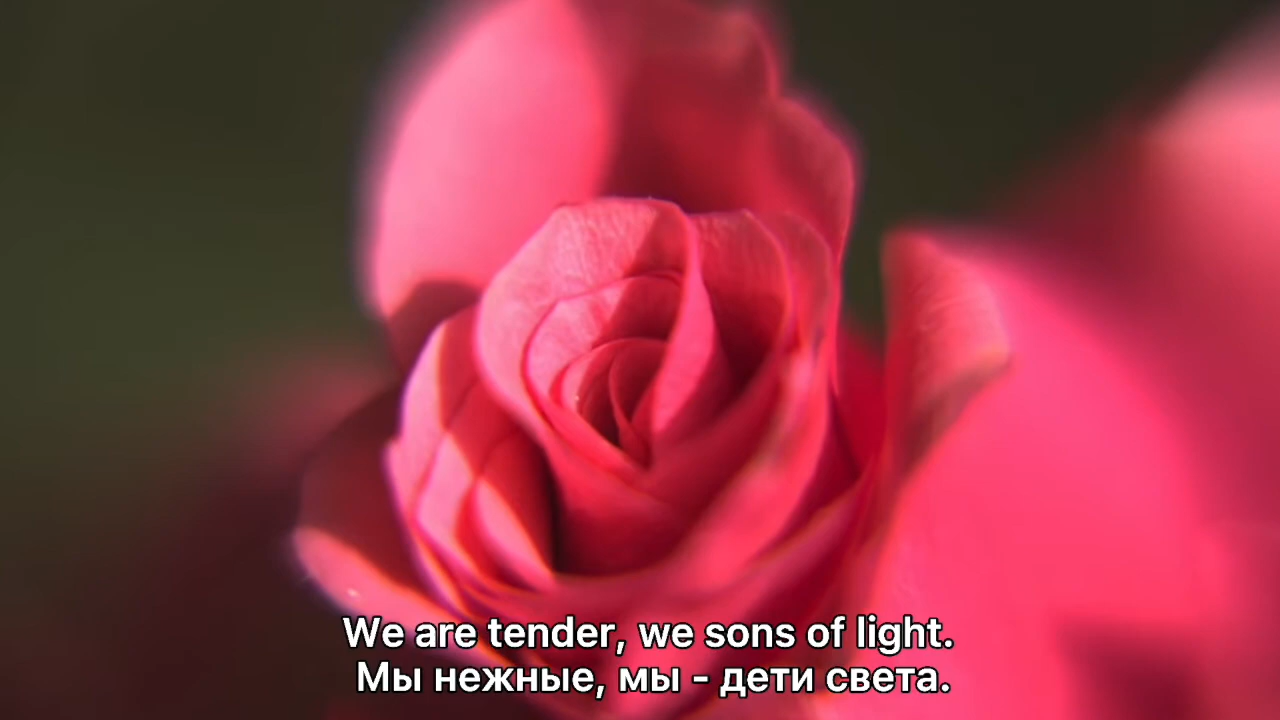 We are tender, we sons of light.
Мы нежные, мы - дети света.